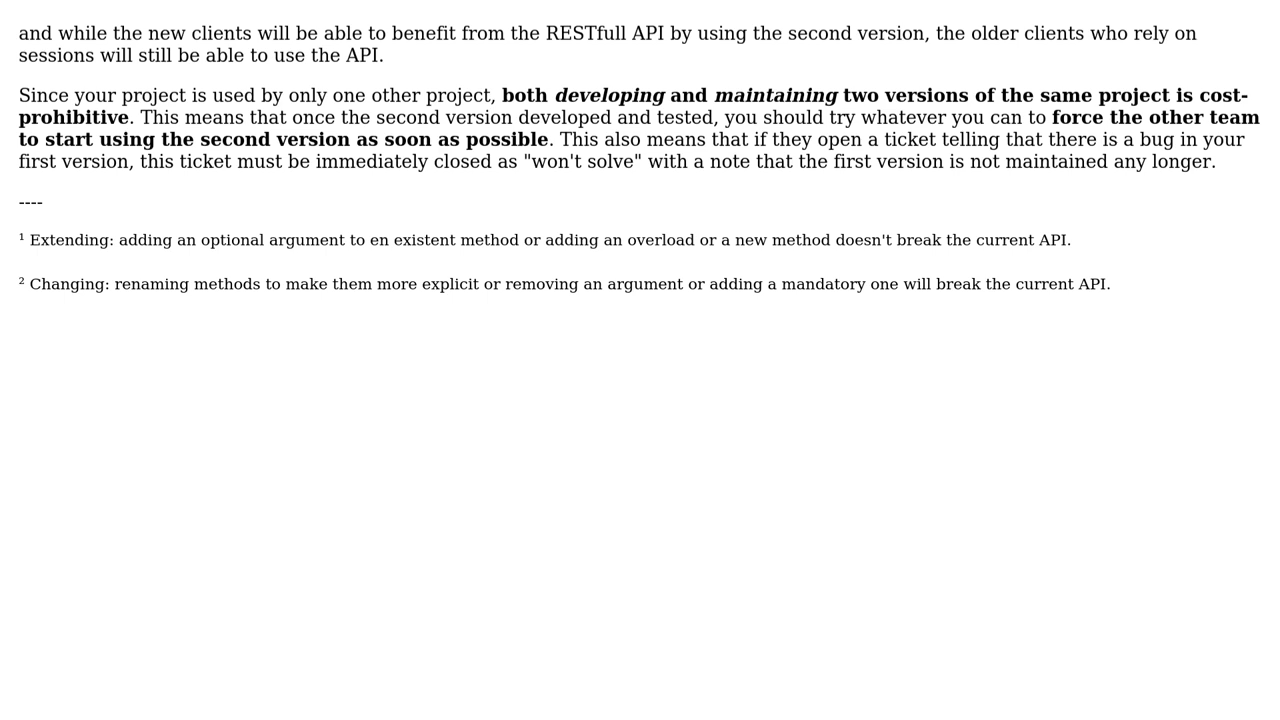 and while the new clients will be able to benefit from the RESTfull API by using the second version, the older clients who rely on
sessions will still be able to use the API.
Since your project is used by only one other project, both developing and maintaining two versions of the same project is cost-
prohibitive. This means that once the second version developed and tested, you should try whatever you can to force the other team
to start using the second version as soon as possible. This also means that if they open a ticket telling that there is a bug in your
first version, this ticket must be immediately closed as "won't solve" with a note that the first version is not maintained any longer.
----
¹ Extending: adding an optional argument to en existent method or adding an overload or a new method doesn't break the current API.
² Changing: renaming methods to make them more explicit or removing an argument or adding a mandatory one will break the current API.